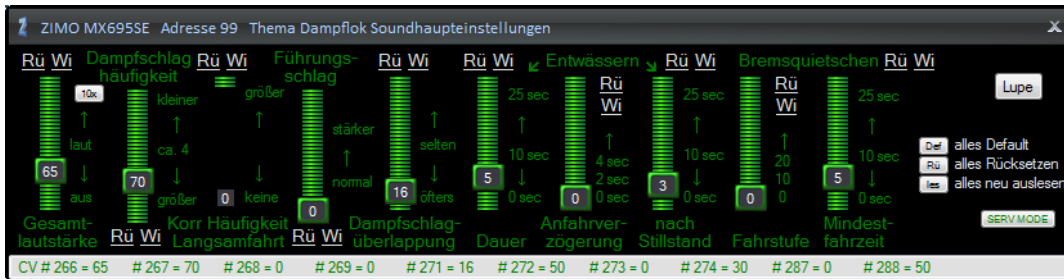 ZIMO MX695SE Adresse 99 Thema Dampflok Soundhaupteinstellungen X
Rü Wi Dampfschlag Rü Wi Führungs- Rü Wi Rü Wi Entwässern Rü Wi Bremsquietschen Rü Wi
häufigkeit schlag
10x kleiner größer 25 sec Rü Wi 25 sec Rü Wi 25 sec Lupe
laut ca. 4 stärker selten 10 sec 4 sec 10 sec 20 10 sec
2 sec 10
aus größer keine normal öfters 0 sec 0 sec 0 sec 0 0 sec
65 70 0 0 16 5 0 3 0 5
Def alles Default
Rü alles Rücksetzen
les alles neu auslesen
SERV MODE
Gesamt-
lautstärke
Rü Wi
Korr Häufigkeit
Langsamfahrt
Rü Wi
Dampfschlag-
überlappung
Dauer
Anfahrver-
zögerung
nach
Stillstand
Fahrstufe
Mindest-
fahrzeit
CV # 266 = 65 # 267 = 70 # 268 = 0 # 269 = 0 # 271 = 16 # 272 = 50 # 273 = 0 # 274 = 30 # 287 = 0 # 288 = 50